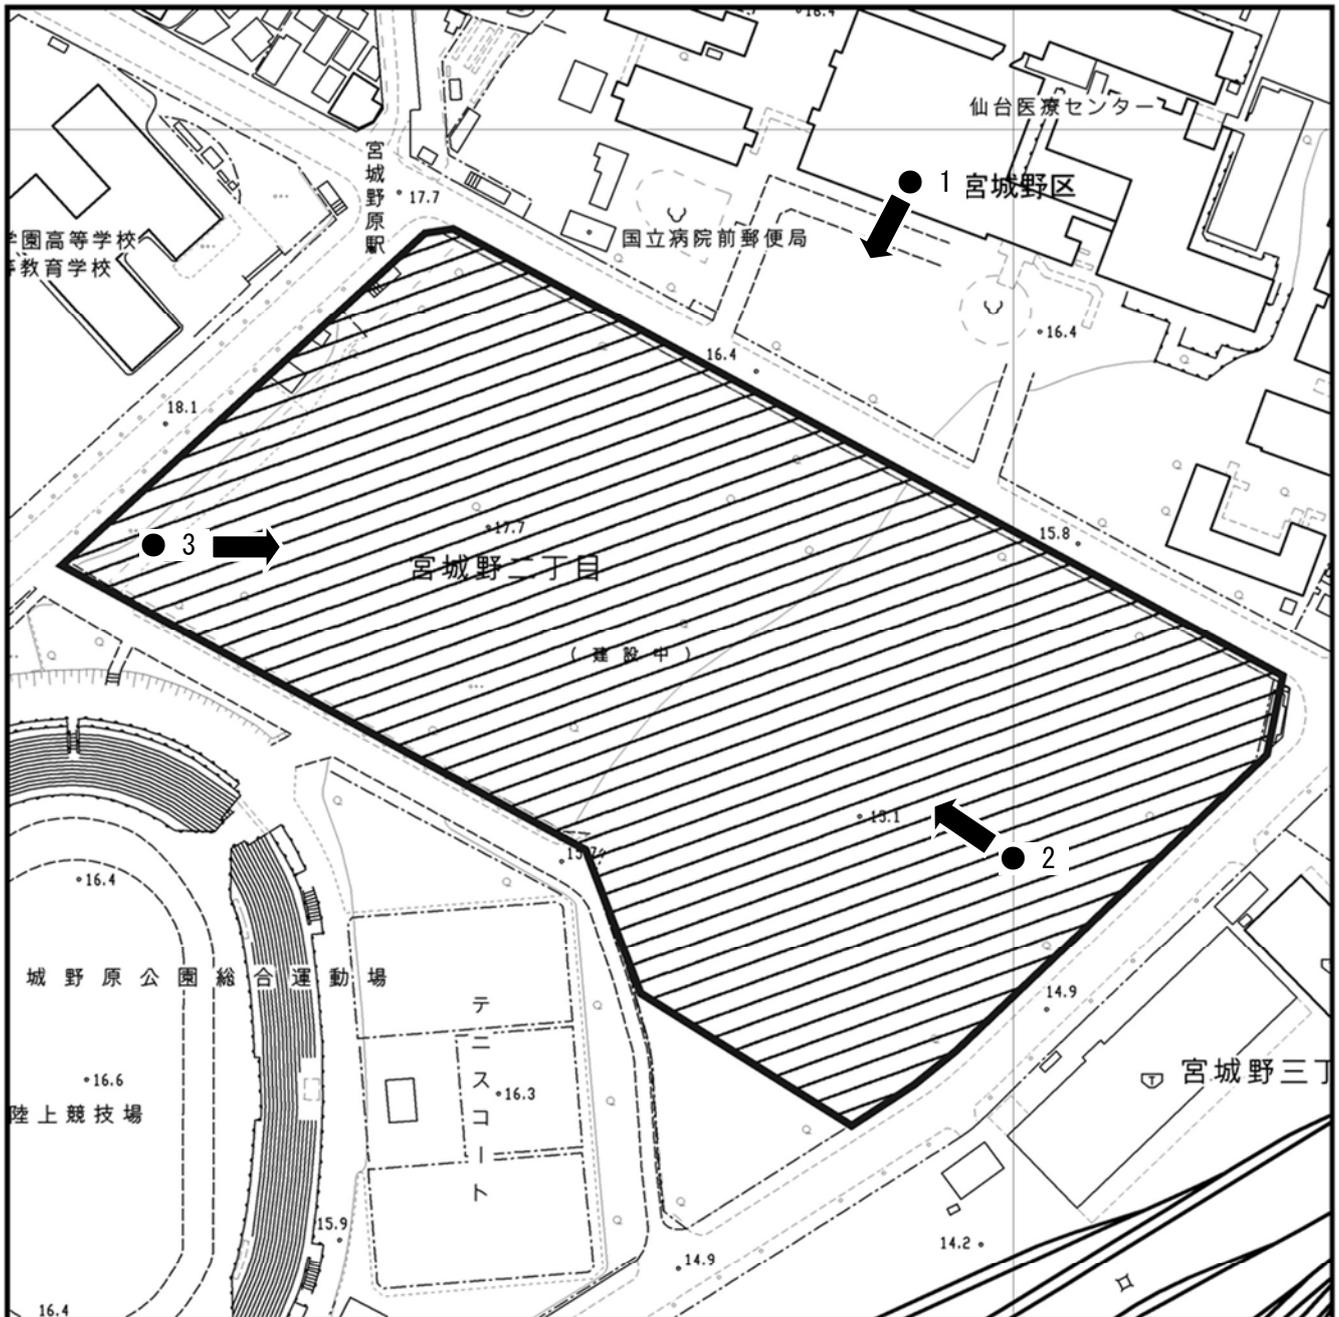 16.4
仙台医療センター
宮城野原駅
17.7
1
宮城野区
学園高等学校
等教育学校
国立病院前郵便局
16.4
16.4
18.1
17.7
15.8
3
宮城野二丁目
(建設中)
15.1
2
16.4
城野原公園総合運動場
14.9
テニスコート
16.6
16.3
宮城野三丁
陸上競技場
15.9
14.2
14.9
16.4